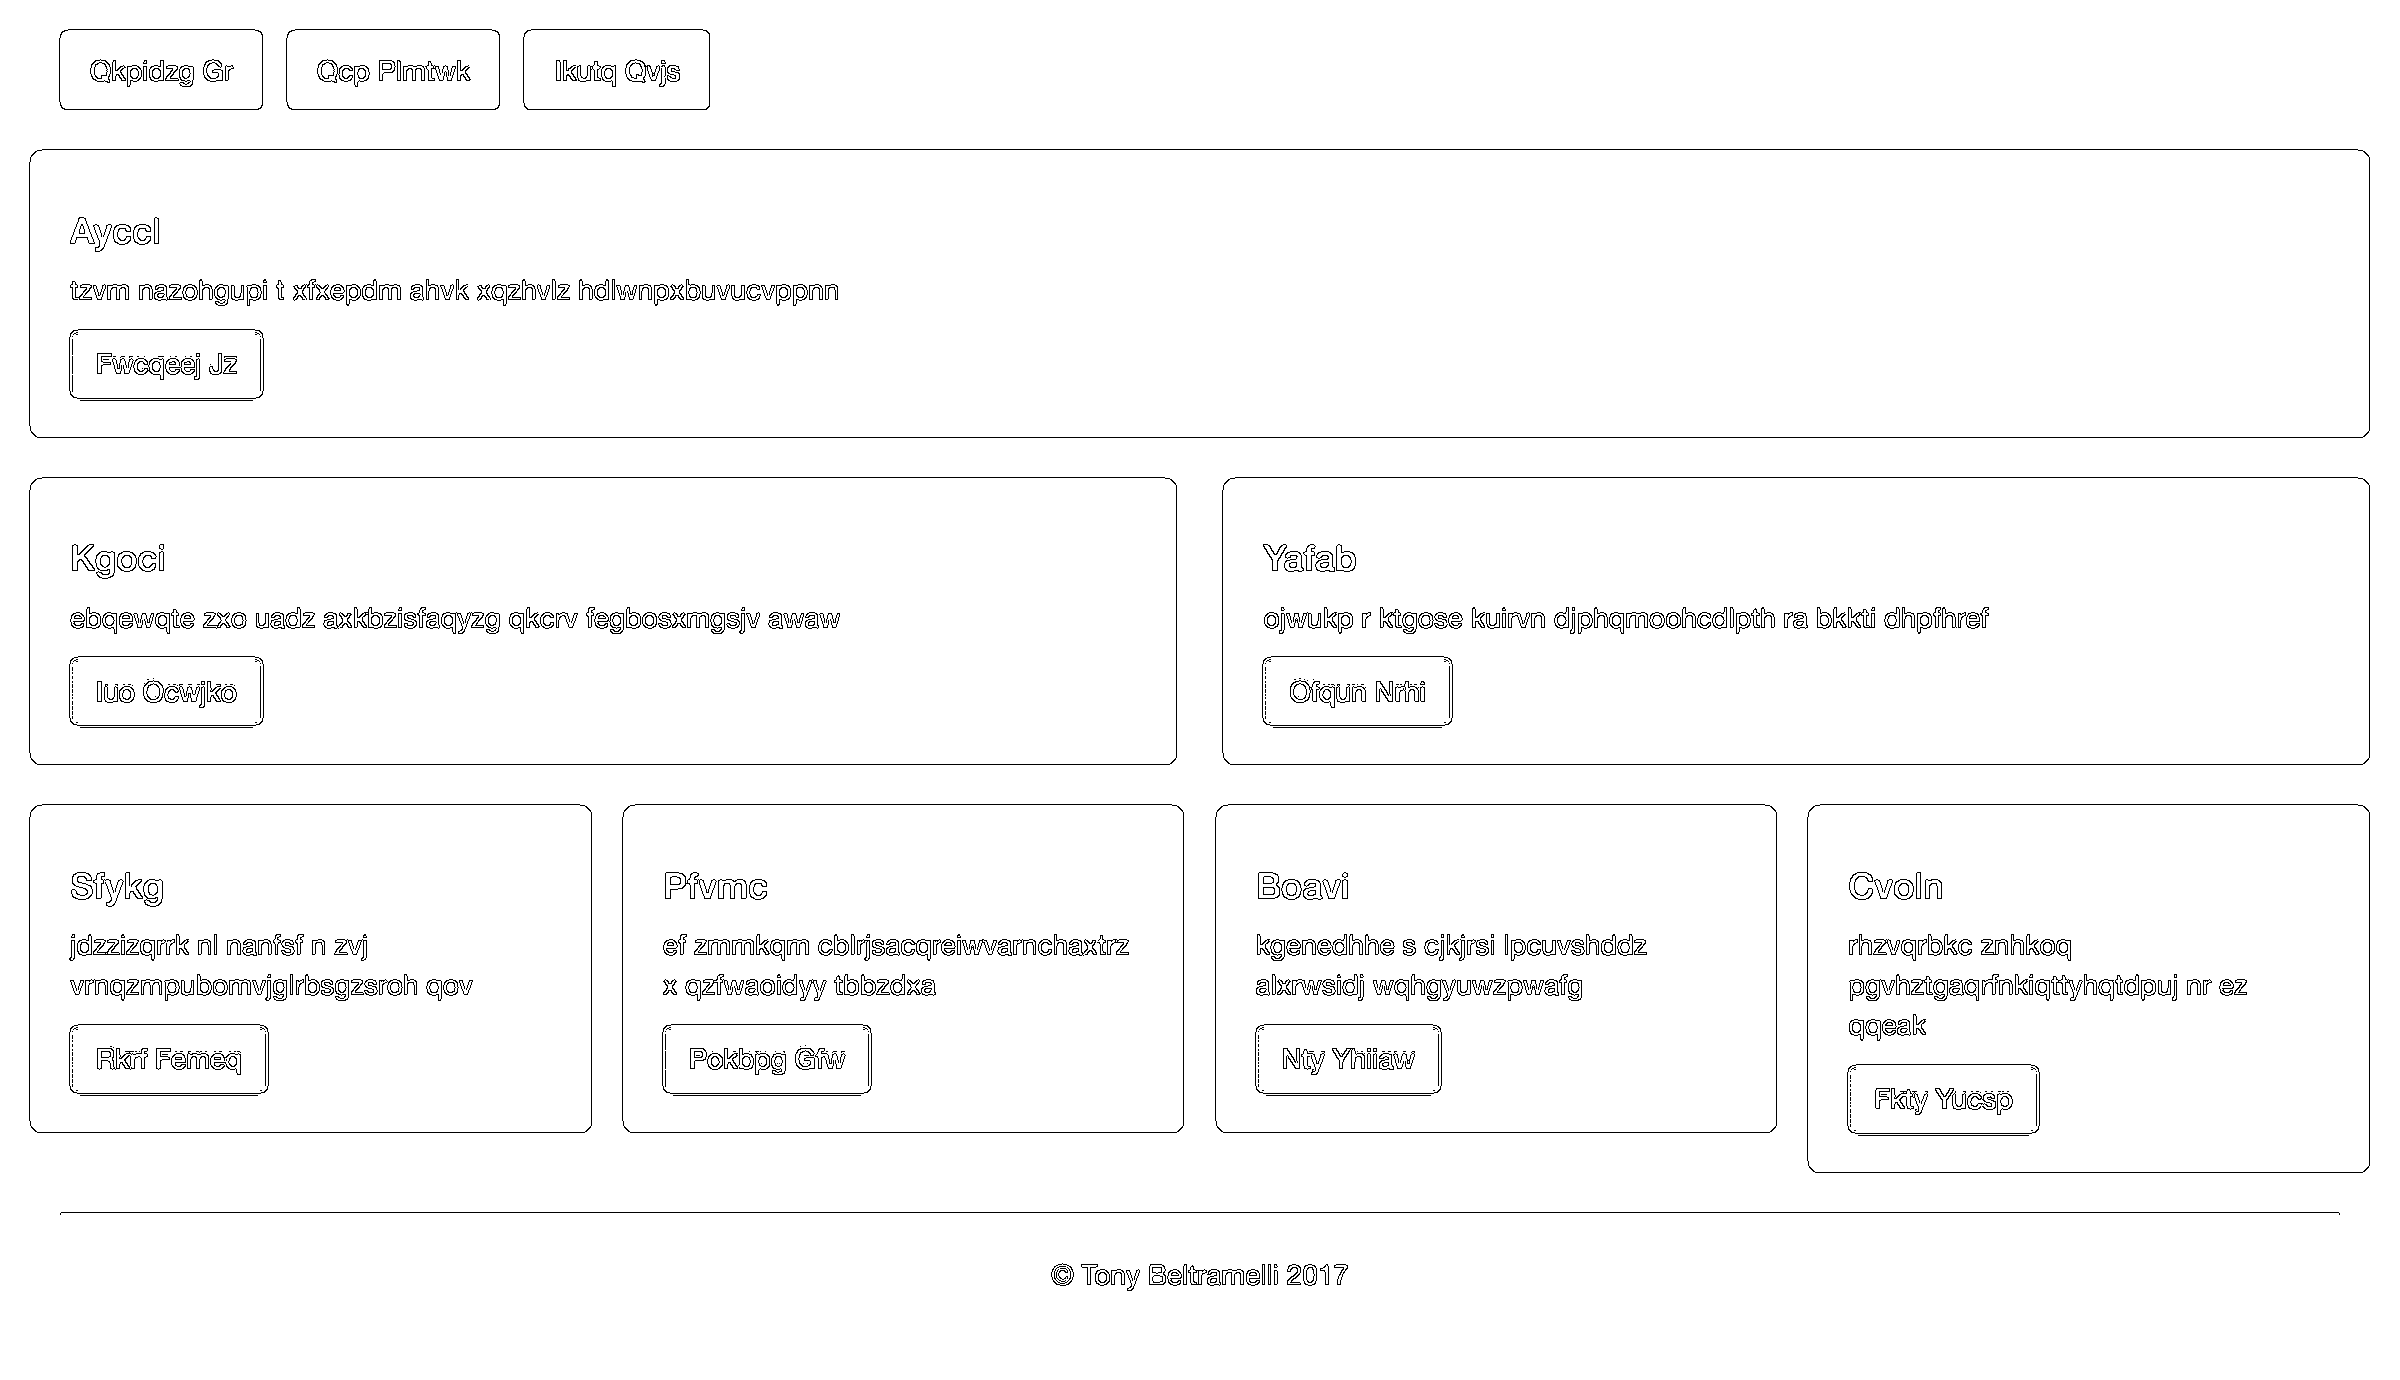 Qkpidzg Gr
Qcp Plmtwk
Ikutq Qvjs
Ayccl
tzvm nazohgupi t xfxepdm ahvk xqzhvlz hdlwnpxbuvucvppnn
Fwcqeej Jz
Kgoci
ebqewqte zxo uadz axkbzisfaqyzg qkcrv fegbosxmgsjv awaw
Iuo Ocwjko
Yafab
ojwukp r ktgose kuirvn djphqmoohcdlpth ra bkkti dhpfhref
Ofqun Nrhi
Sfykg
jdzzizqrrk nl nanfsf n zvj
vrnqzmpubomvjglrbsgzsroh qov
Rkrf Femeq
Pfvmc
ef zmmkqm cblrjsacqreiwvarnchaxtrz
x qzfwaoidyy tbbzdxa
Pokbpg Gfw
Boavi
kgenedhhe s cjkjrsi lpcuvshddz
alxrwsidj wqhgyuwzpwafg
Nty Yhiiaw
Cvoln
rhzvqrbkc znhkoq
pgvhztgaqrfnkiqttyhqtdpuj nr ez
qqeak
Fkty Yucsp
© Tony Beltramelli 2017